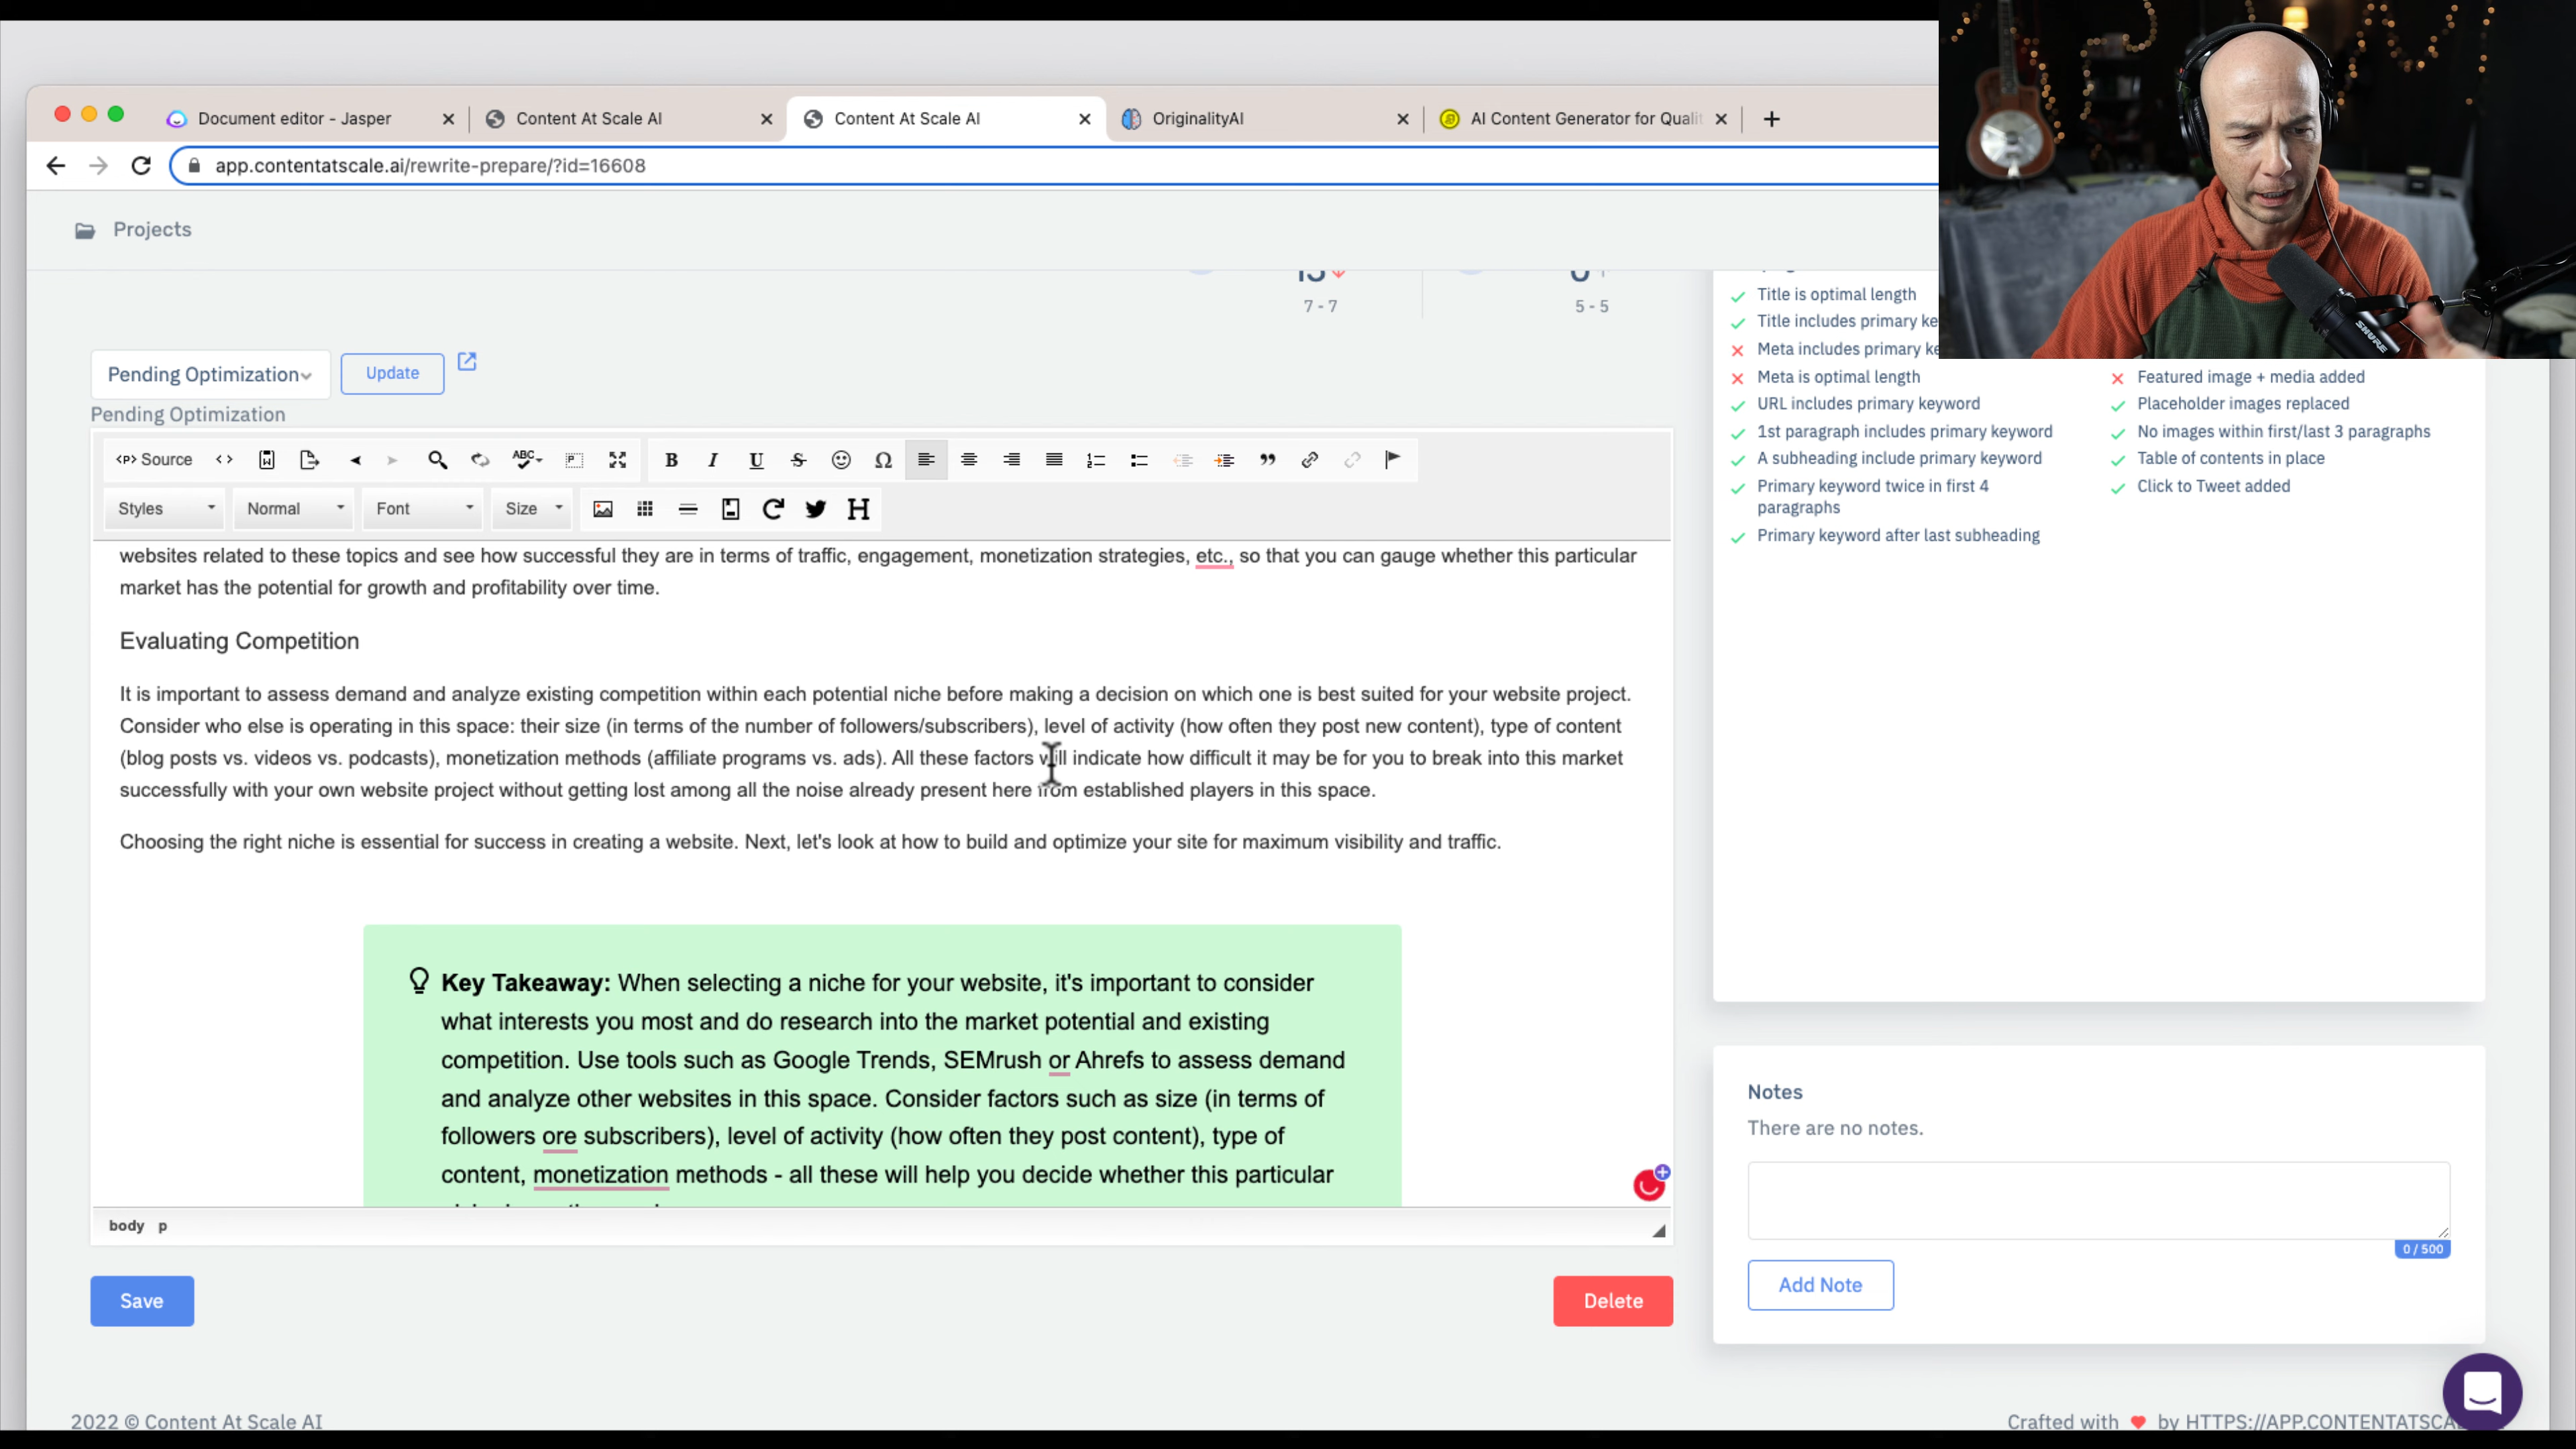 Document editor - Jasper
Content At Scale AI
Content At Scale AI
OriginalityAI
AI Content Generator for Qualit
app.contentatscale.ai/rewrite-prepare/?id=16608
Projects
7 - 7
5 - 5
Pending Optimization
Update
Pending Optimization
<P> Source
<>
ABC
B I U S Ω
Styles
Normal
Font
Size
H
websites related to these topics and see how successful they are in terms of traffic, engagement, monetization strategies, etc., so that you can gauge whether this particular
market has the potential for growth and profitability over time.
Evaluating Competition
It is important to assess demand and analyze existing competition within each potential niche before making a decision on which one is best suited for your website project.
Consider who else is operating in this space: their size (in terms of the number of followers/subscribers), level of activity (how often they post new content), type of content
(blog posts vs. videos vs. podcasts), monetization methods (affiliate programs vs. ads). All these factors will indicate how difficult it may be for you to break into this market
successfully with your own website project without getting lost among all the noise already present here from established players in this space.
Choosing the right niche is essential for success in creating a website. Next, let's look at how to build and optimize your site for maximum visibility and traffic.
Key Takeaway: When selecting a niche for your website, it's important to consider
what interests you most and do research into the market potential and existing
competition. Use tools such as Google Trends, SEMrush or Ahrefs to assess demand
and analyze other websites in this space. Consider factors such as size (in terms of
followers ore subscribers), level of activity (how often they post content), type of
content, monetization methods - all these will help you decide whether this particular
body p
Save
Delete
Title is optimal length
Title includes primary ke
Meta includes primary ke
Meta is optimal length
URL includes primary keyword
1st paragraph includes primary keyword
A subheading include primary keyword
Primary keyword twice in first 4
paragraphs
Primary keyword after last subheading
Featured image + media added
Placeholder images replaced
No images within first/last 3 paragraphs
Table of contents in place
Click to Tweet added
Notes
There are no notes.
0 / 500
Add Note
2022 © Content At Scale AI
Crafted with ♥ by HTTPS://APP.CONTENTATSCA
SHURE